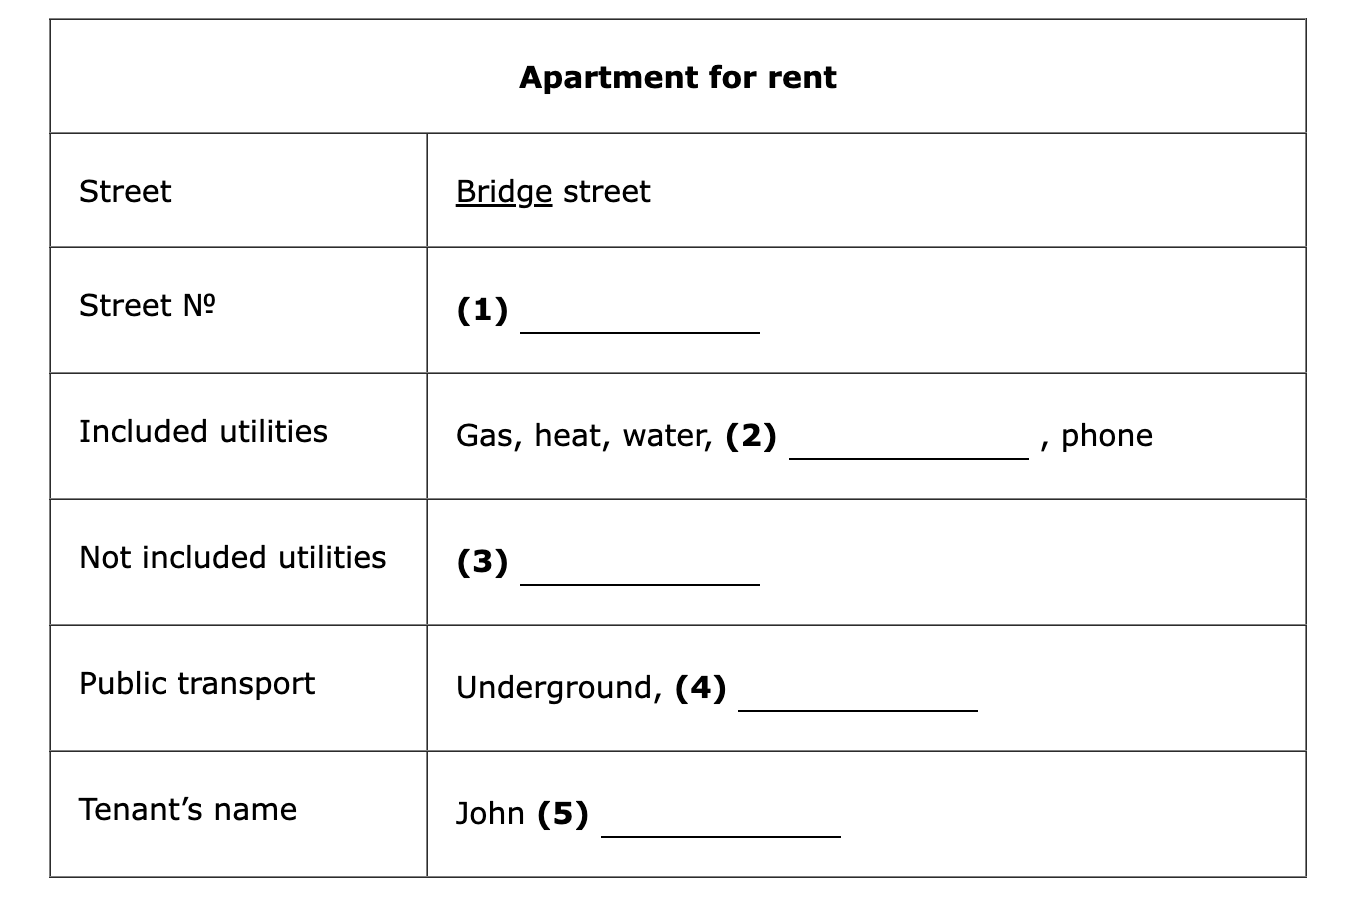 Apartment for rent
Street
Bridge street
Street Nº
(1) ____________
Included utilities
Gas, heat, water, (2) ____________ , phone
Not included utilities
(3) ____________
Public transport
Underground, (4) ____________
Tenant’s name
John (5) ____________